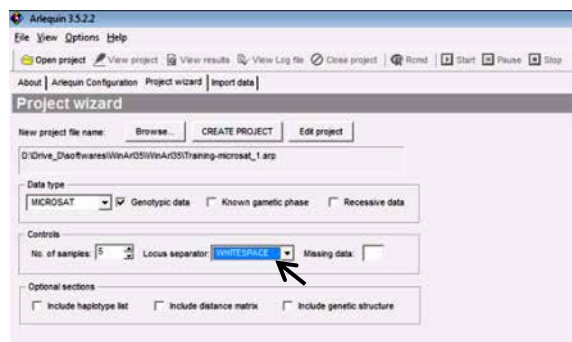 Arlequin 3.5.2.2
File View Options Help
Open project View project View results View Log file Close project Rcmd Start Pause Stop
About Arlequin Configuration Project wizard Import data
Project wizard
New project file name: Browse... CREATE PROJECT Edit project
D:\Drive_D\softwares\WinArl35\WinArl35\Training-microsat_1.arp
Data type
MICROSAT Genotypic data Known gametic phase Recessive data
Controls
No. of samples: 5 Locus separator: WHITESPACE Missing data:
Optional sections
Include haplotype list Include distance matrix Include genetic structure